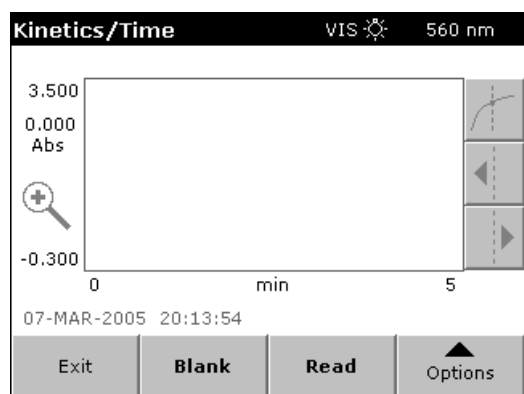 Kinetics/Time VIS 560 nm
3.500
0.000
Abs
-0.300
0 min 5
07-MAR-2005 20:13:54
Exit Blank Read Options